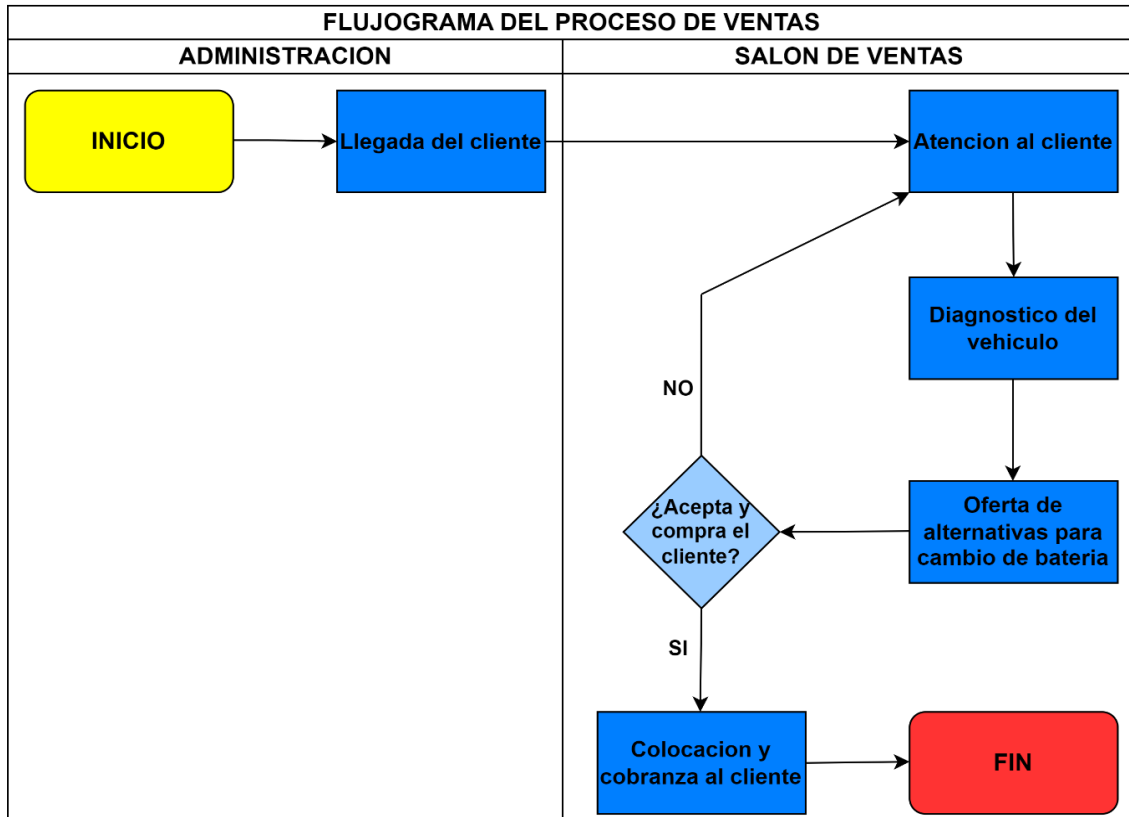 FLUJOGRAMA DEL PROCESO DE VENTAS
ADMINISTRACION
SALON DE VENTAS
INICIO
Llegada del cliente
Atencion al cliente
Diagnostico del
vehiculo
NO
Oferta de
alternativas para
cambio de bateria
¿Acepta y
compra el
cliente?
SI
Colocacion y
cobranza al cliente
FIN